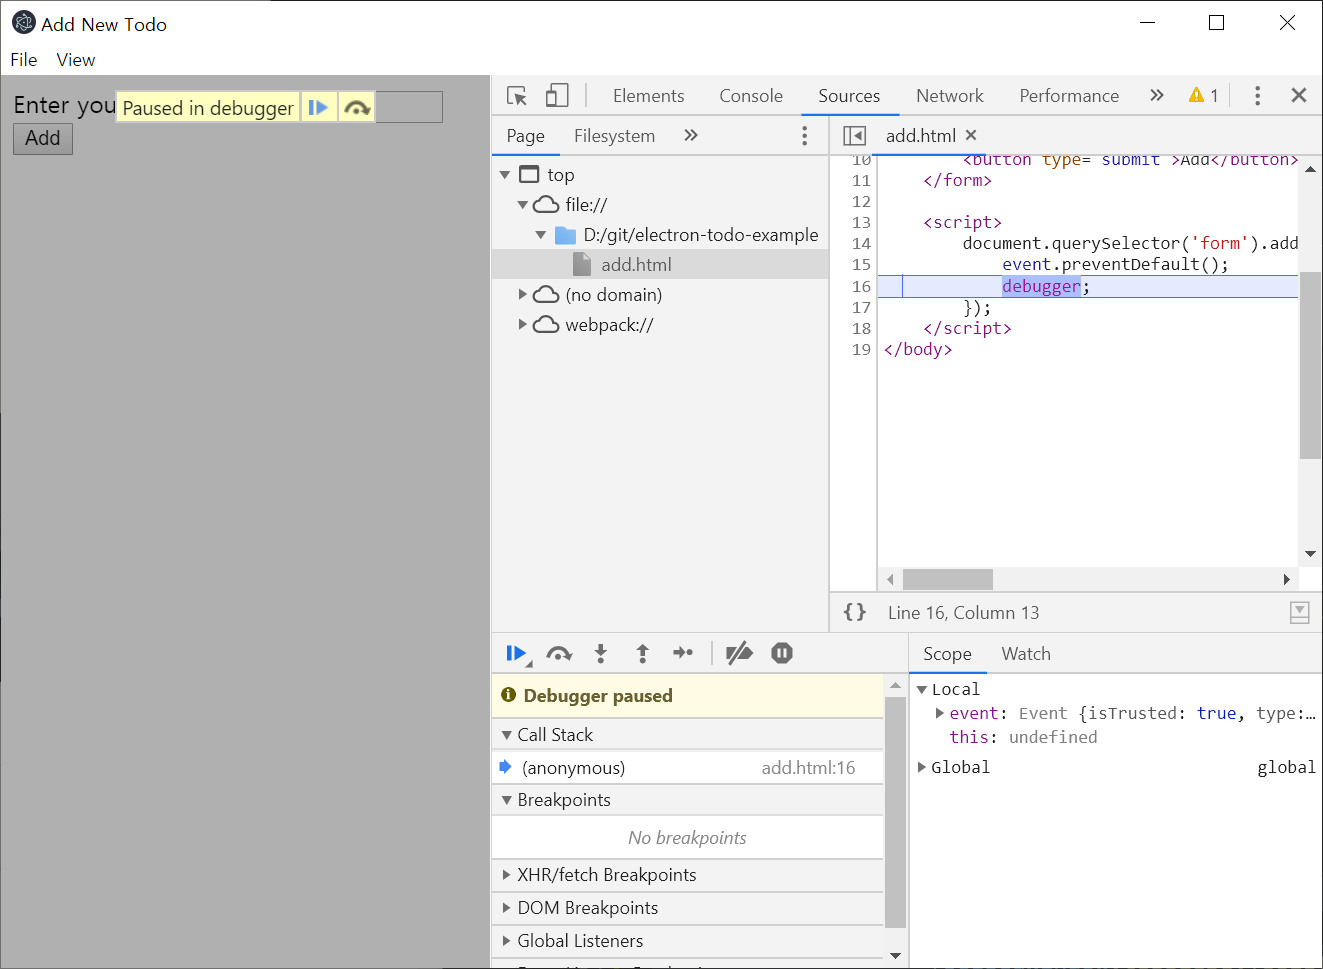 Add New Todo
File View
Enter you
Paused in debugger
Add
Elements Console Sources Network Performance » 1
Page Filesystem »
top
file://
D:/git/electron-todo-example
add.html
(no domain)
webpack://
add.html ×
10 <button type= submit >Add</button>
11 </form>
12
13 <script>
14 document.querySelector('form').add
15 event.preventDefault();
16 debugger;
17 });
18 </script>
19 </body>
{} Line 16, Column 13
Debugger paused
Call Stack
(anonymous) add.html:16
Breakpoints
No breakpoints
XHR/fetch Breakpoints
DOM Breakpoints
Global Listeners
Scope Watch
Local
event: Event {isTrusted: true, type:…
this: undefined
Global global